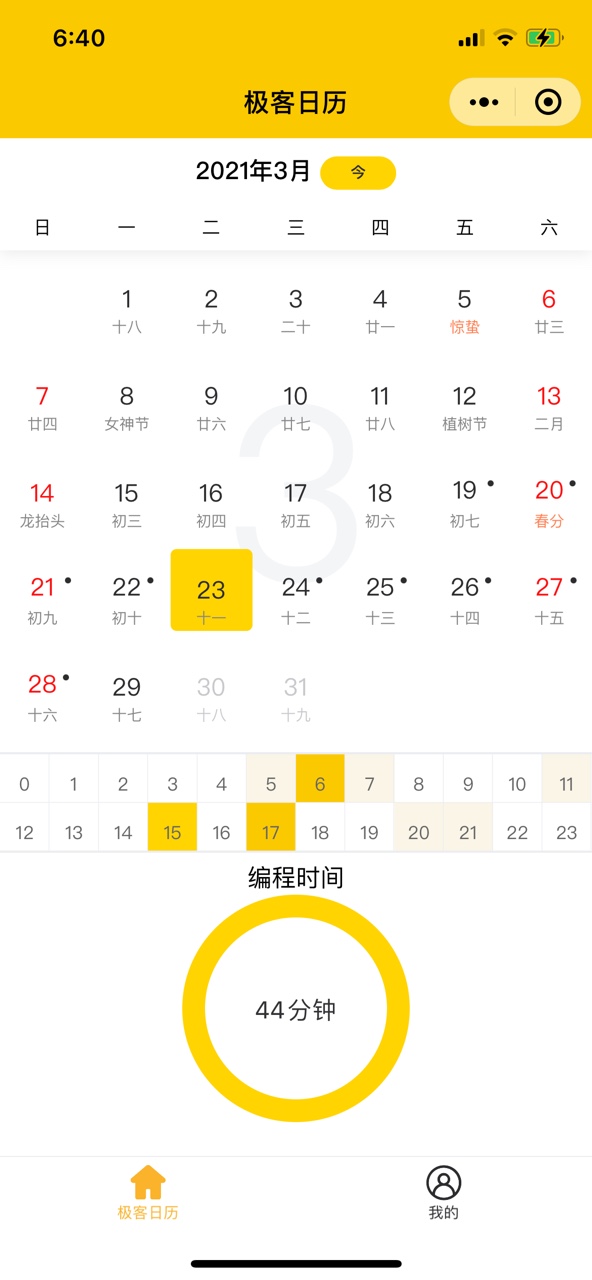 6:40
极客日历
2021年3月 今
日 一 二 三 四 五 六
1 2 3 4 5 6
十八 十九 二十 廿一 惊蛰 廿三
7 8 9 10 11 12 13
廿四 女神节 廿六 廿七 廿八 植树节 二月
3
14 15 16 17 18 19 20
龙抬头 初三 初四 初五 初六 初七 春分
21 22 23 24 25 26 27
初九 初十 十一 十二 十三 十四 十五
28 29 30 31
十六 十七 十八 十九
0 1 2 3 4 5 6 7 8 9 10 11
12 13 14 15 16 17 18 19 20 21 22 23
编程时间
44分钟
极客日历 我的